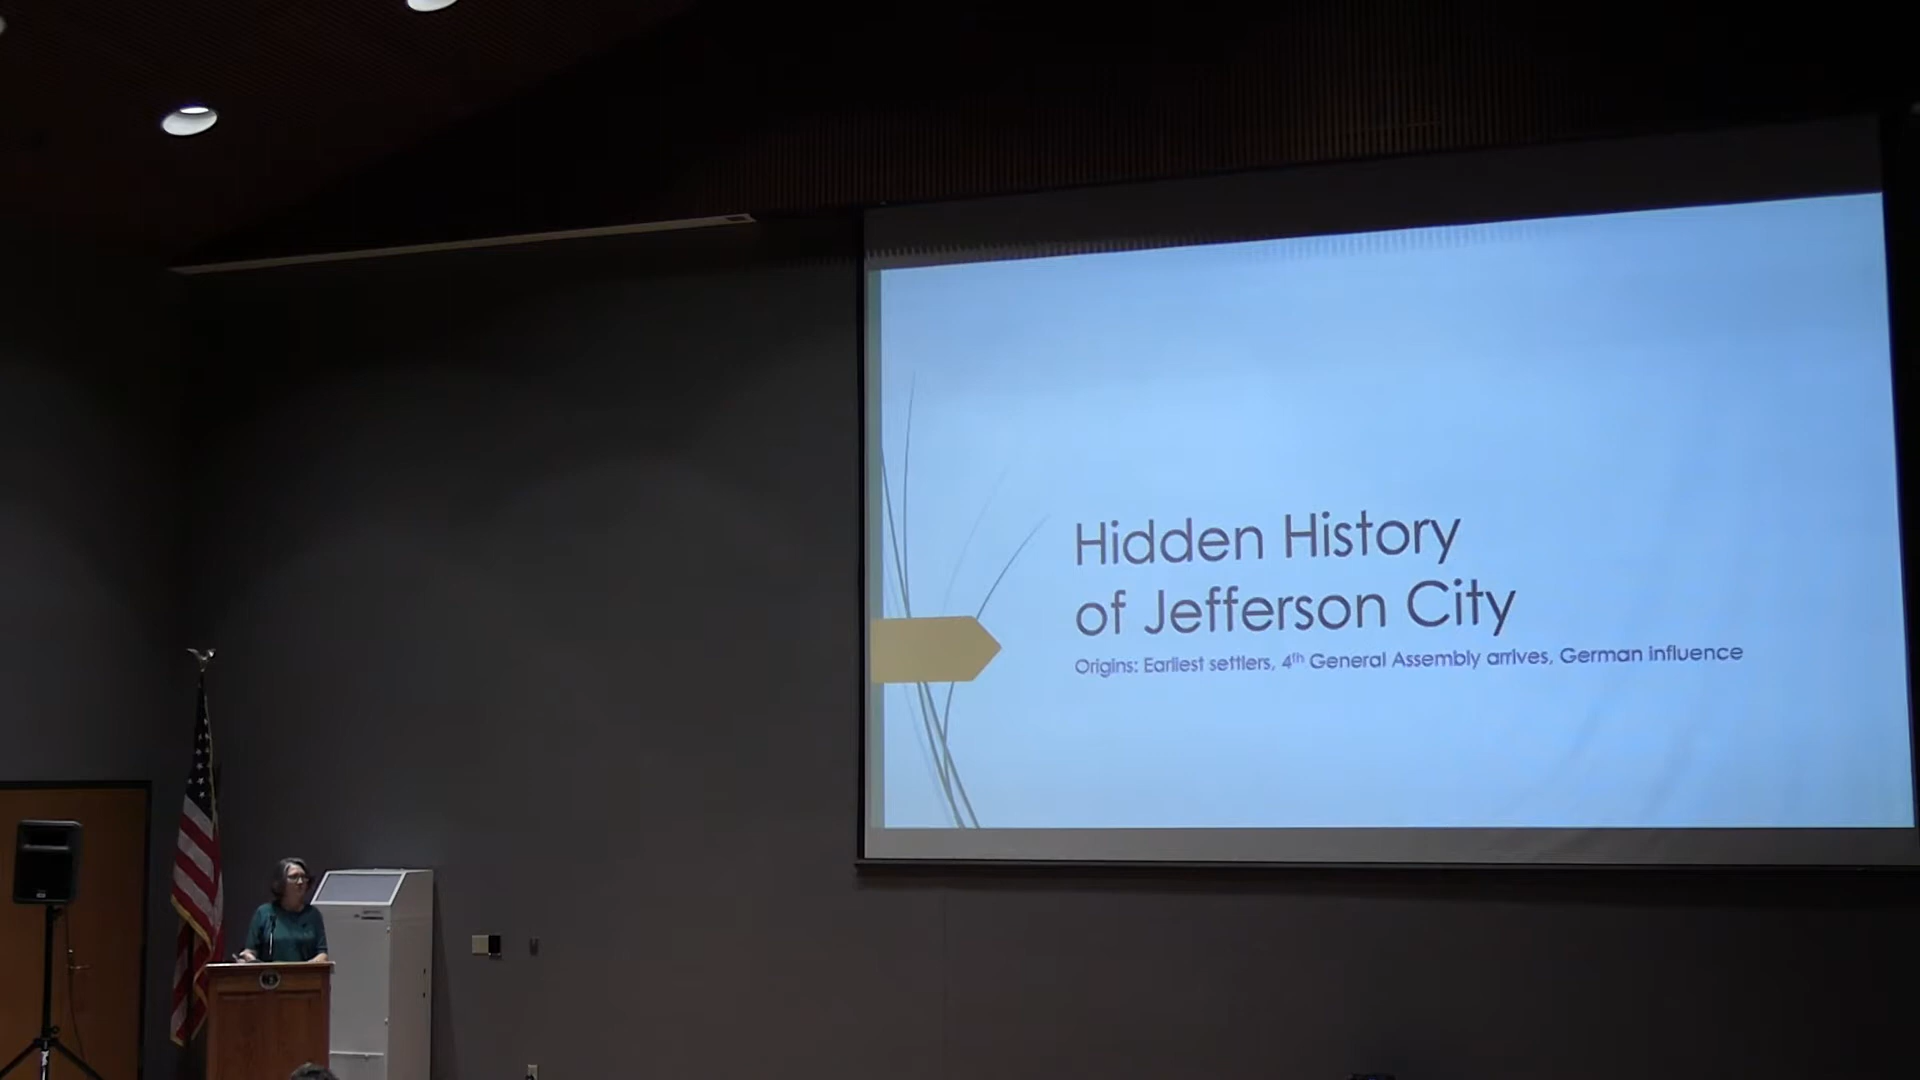 Hidden History
of Jefferson City
Origins: Earliest settlers, 4th General Assembly arrives, German influence